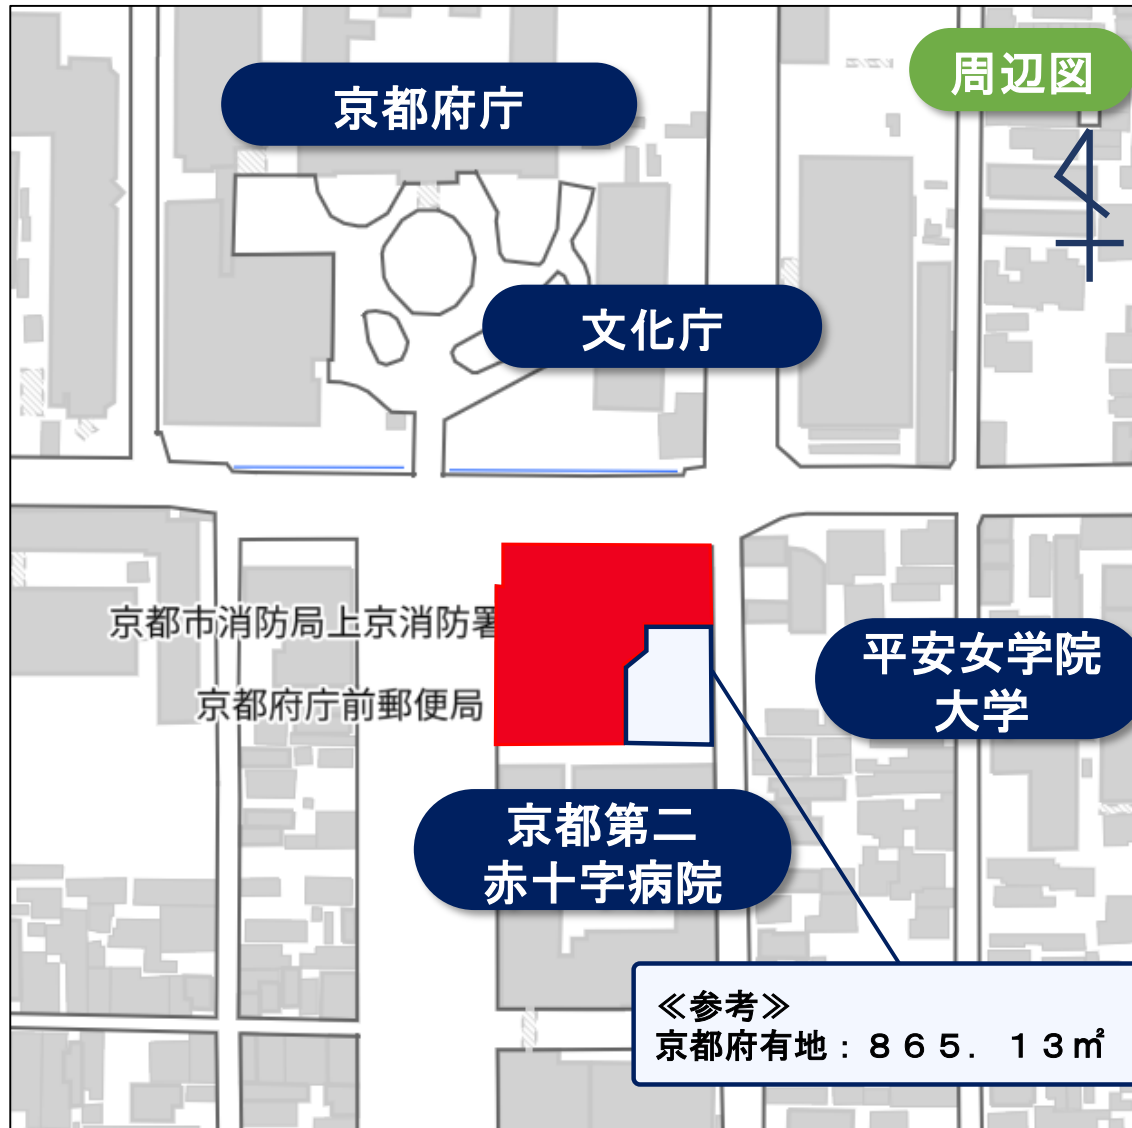 周辺図
京都府庁
文化庁
京都市消防局上京消防署
京都府庁前郵便局
平安女学院
大学
京都第二
赤十字病院
≪参考≫
京都府有地：８６５．１３㎡